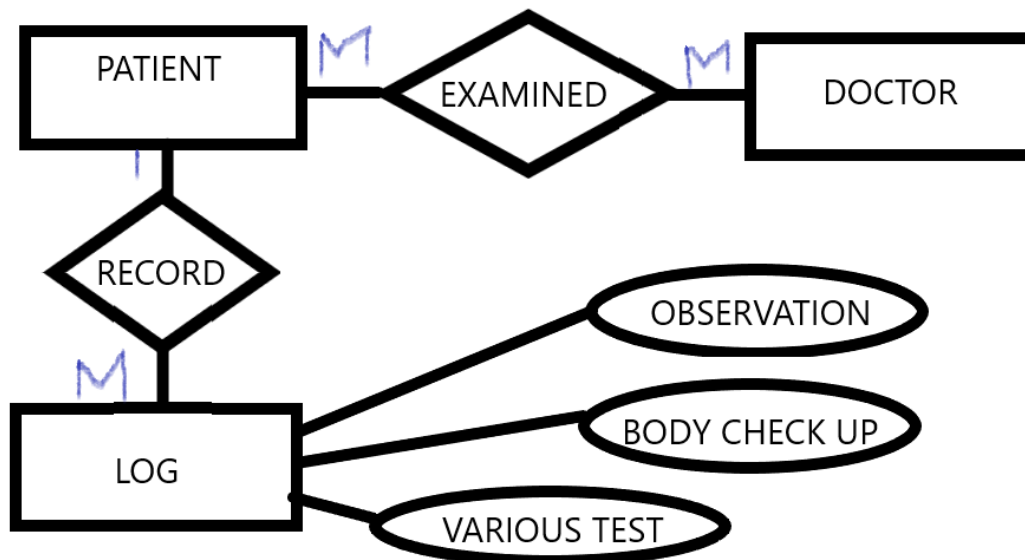 PATIENT
M
EXAMINED
M
DOCTOR
1
RECORD
M
OBSERVATION
BODY CHECK UP
LOG
VARIOUS TEST